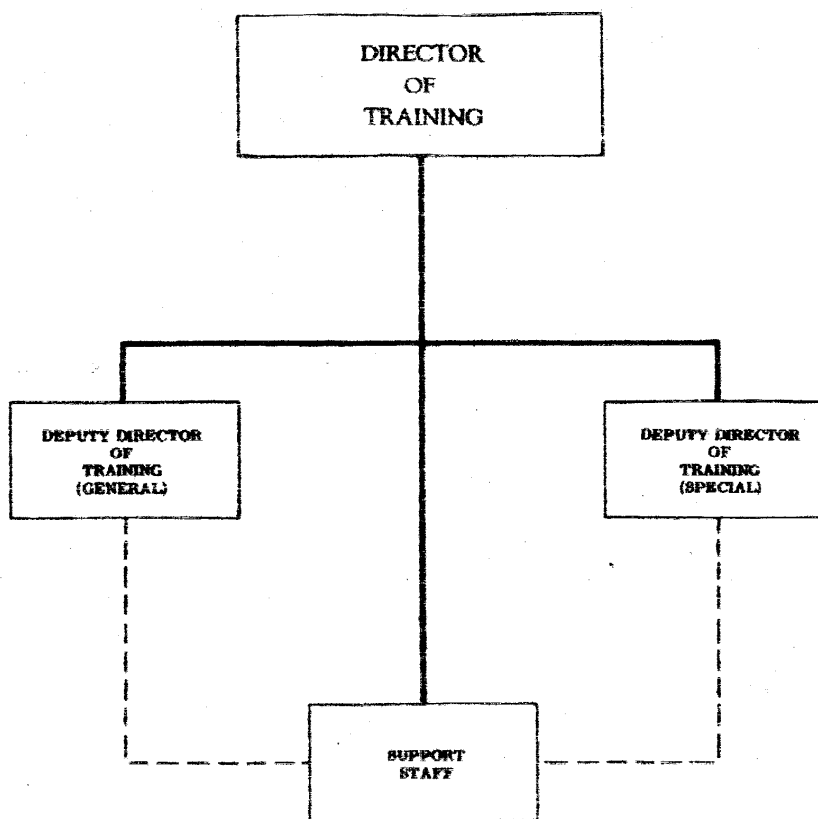 DIRECTOR
OF
TRAINING
DEPUTY DIRECTOR
OF
TRAINING
(GENERAL)
DEPUTY DIRECTOR
OF
TRAINING
(SPECIAL)
SUPPORT
STAFF